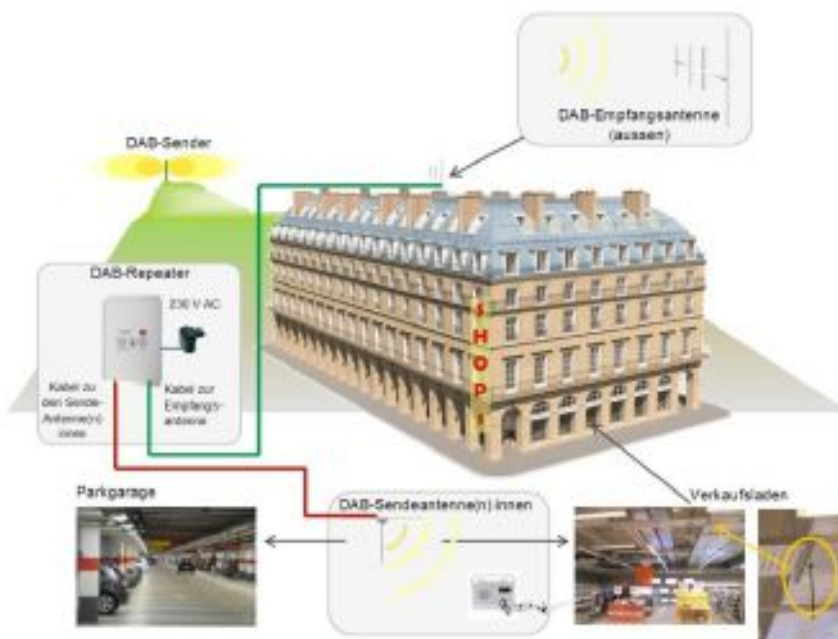 DAB-Empfangsantenne
(aussen)
DAB-Sender
DAB-Repeater
230 V AC
Kabel zu
den Sende-
Antenne(n)
innen
Kabel zur
Empfangs-
antenne
SHOP
Parkgarage
DAB-Sendeantenne(n) innen
Verkaufsladen